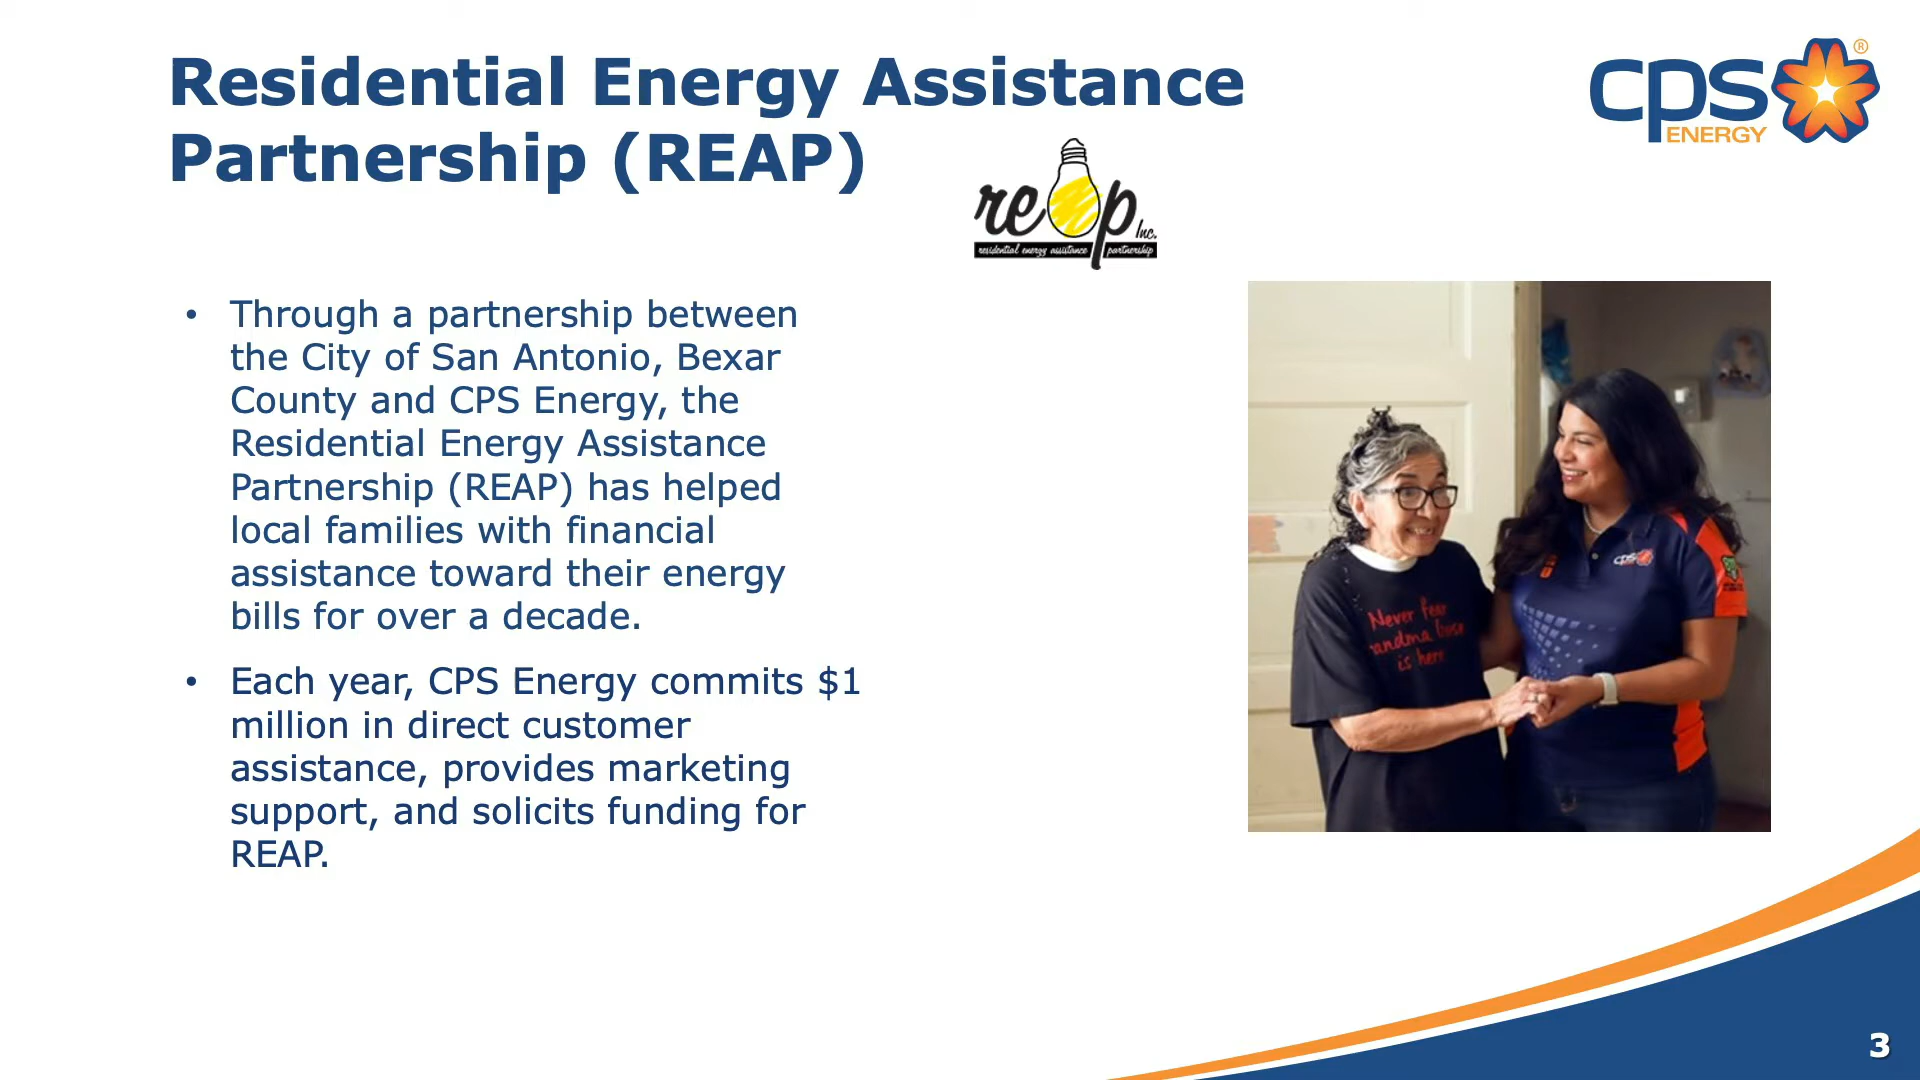 Residential Energy Assistance
Partnership (REAP)
cps
ENERGY
®
reap
Inc.
residential energy assistance partnership
• Through a partnership between
the City of San Antonio, Bexar
County and CPS Energy, the
Residential Energy Assistance
Partnership (REAP) has helped
local families with financial
assistance toward their energy
bills for over a decade.
• Each year, CPS Energy commits $1
million in direct customer
assistance, provides marketing
support, and solicits funding for
REAP.
cps
Never fear
is here
3